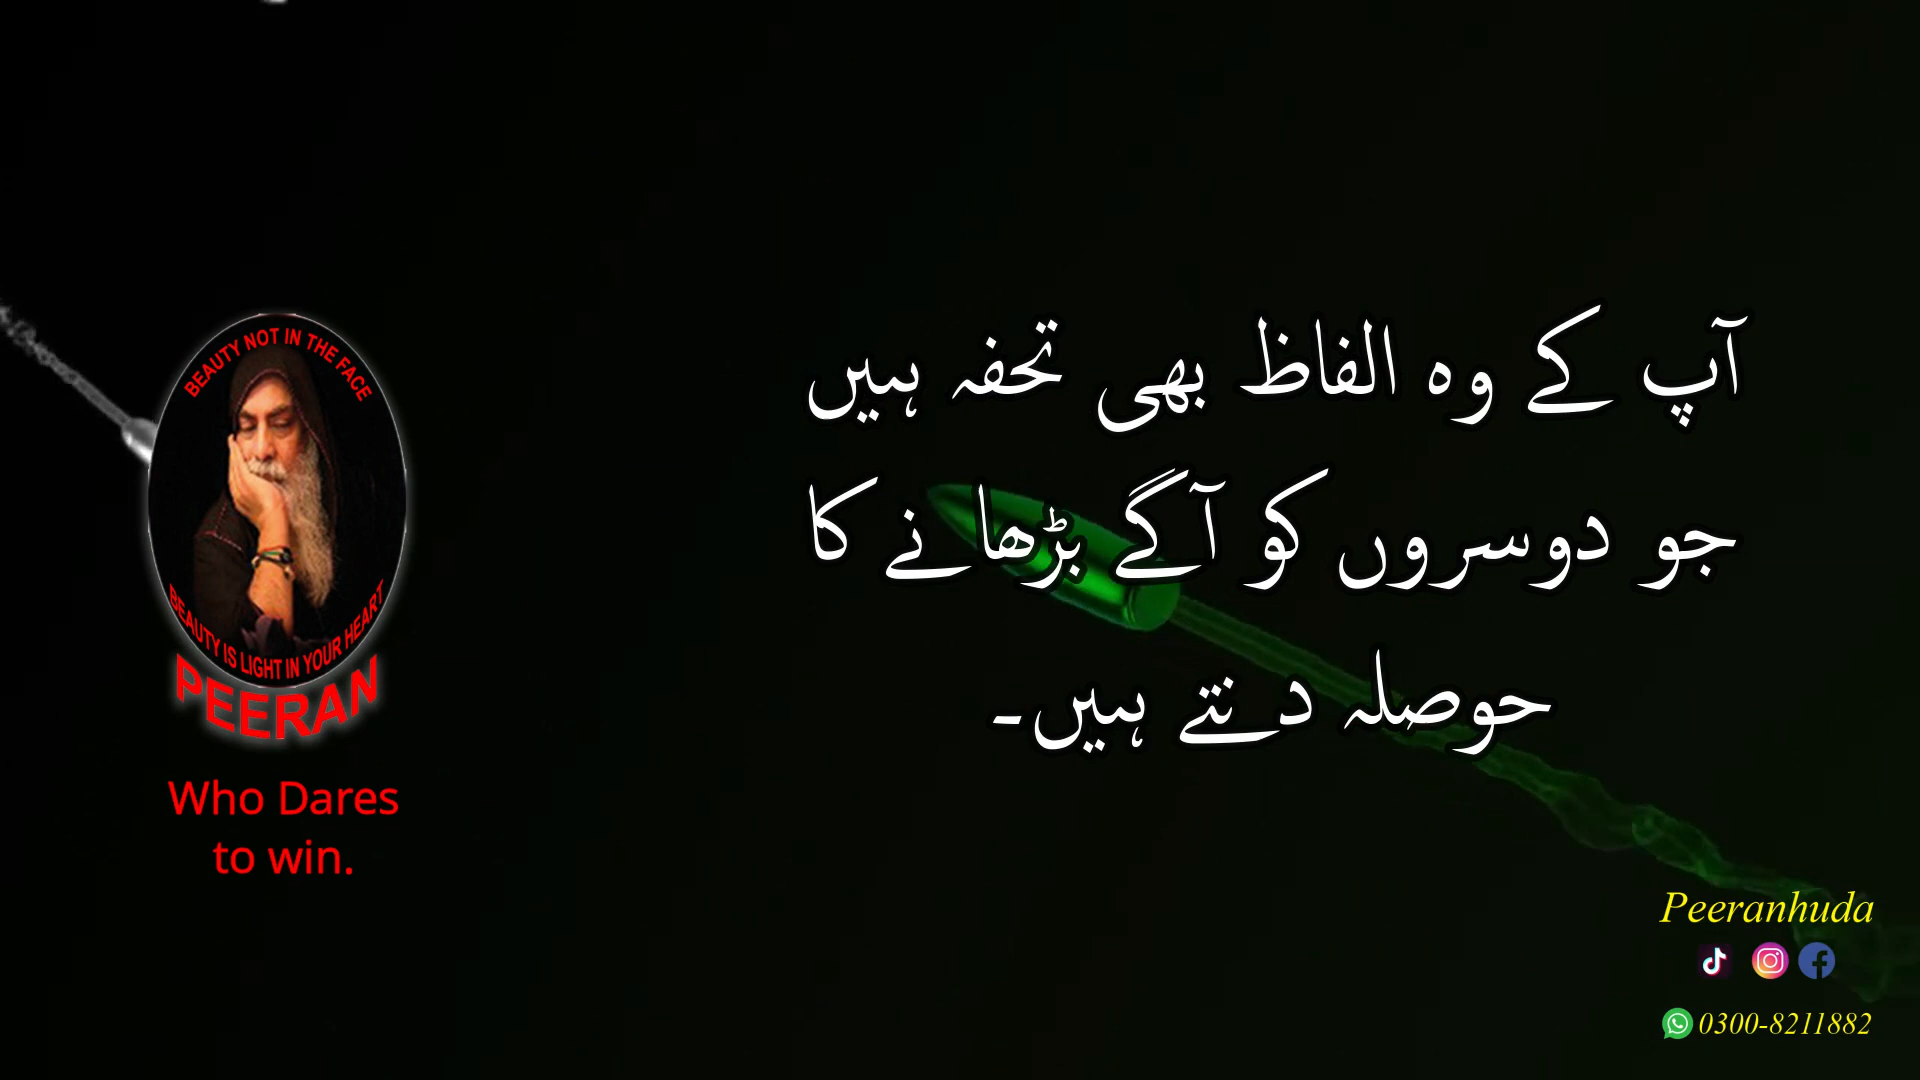 BEAUTY NOT IN THE FACE
BEAUTY IS LIGHT IN YOUR HEART
PEERAN
Who Dares
to win.
آپ کے وہ الفاظ بھی تحفہ ہیں
جو دوسروں کو آگے بڑھانے کا
حوصلہ دیتے ہیں۔
Peeranhuda
0300-8211882